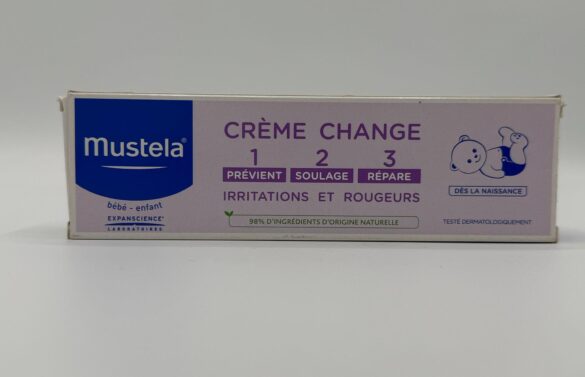 mustela®
bébé - enfant
EXPANSCIENCE®
LABORATOIRES
CRÈME CHANGE
1 2 3
PRÉVIENT SOULAGE RÉPARE
IRRITATIONS ET ROUGEURS
98% D'INGRÉDIENTS D'ORIGINE NATURELLE
DÈS LA NAISSANCE
TESTÉ DERMATOLOGIQUEMENT